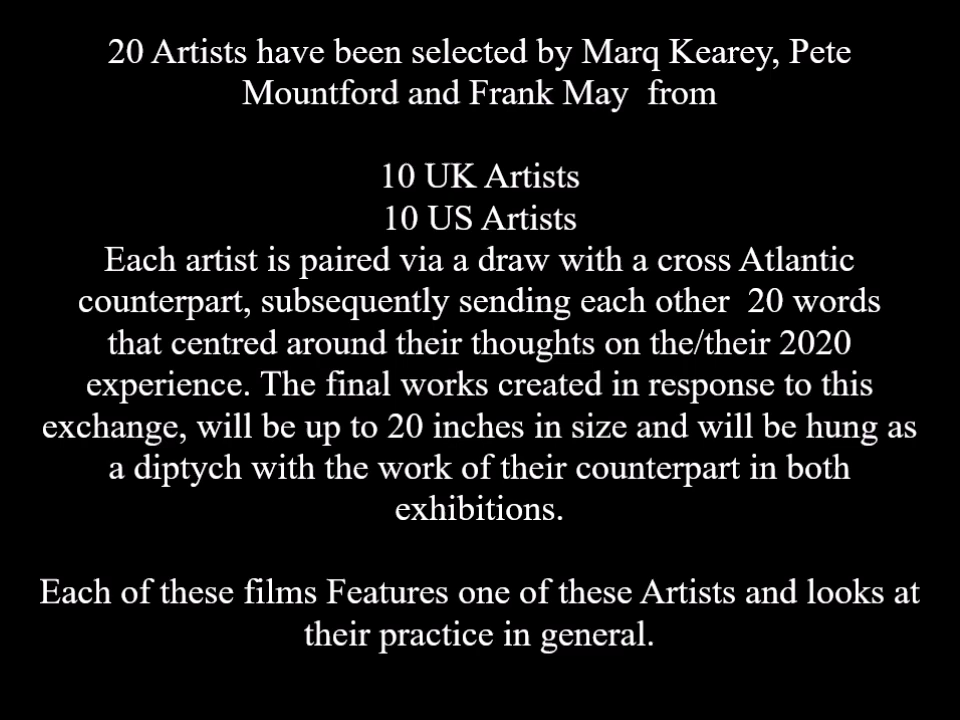 20 Artists have been selected by Marq Kearey, Pete
Mountford and Frank May  from
10 UK Artists
10 US Artists
Each artist is paired via a draw with a cross Atlantic
counterpart, subsequently sending each other  20 words
that centred around their thoughts on the/their 2020
experience. The final works created in response to this
exchange, will be up to 20 inches in size and will be hung as
a diptych with the work of their counterpart in both
exhibitions.
Each of these films Features one of these Artists and looks at
their practice in general.